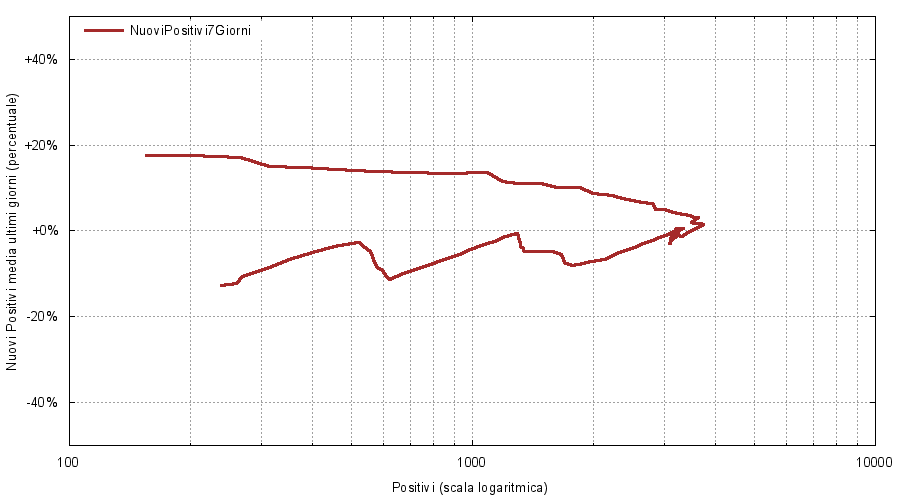 NuoviPositivi7Giorni
+40%
+20%
+0%
-20%
-40%
Nuovi Positivi media ultimi giorni (percentuale)
100 1000 10000
Positivi (scala logaritmica)